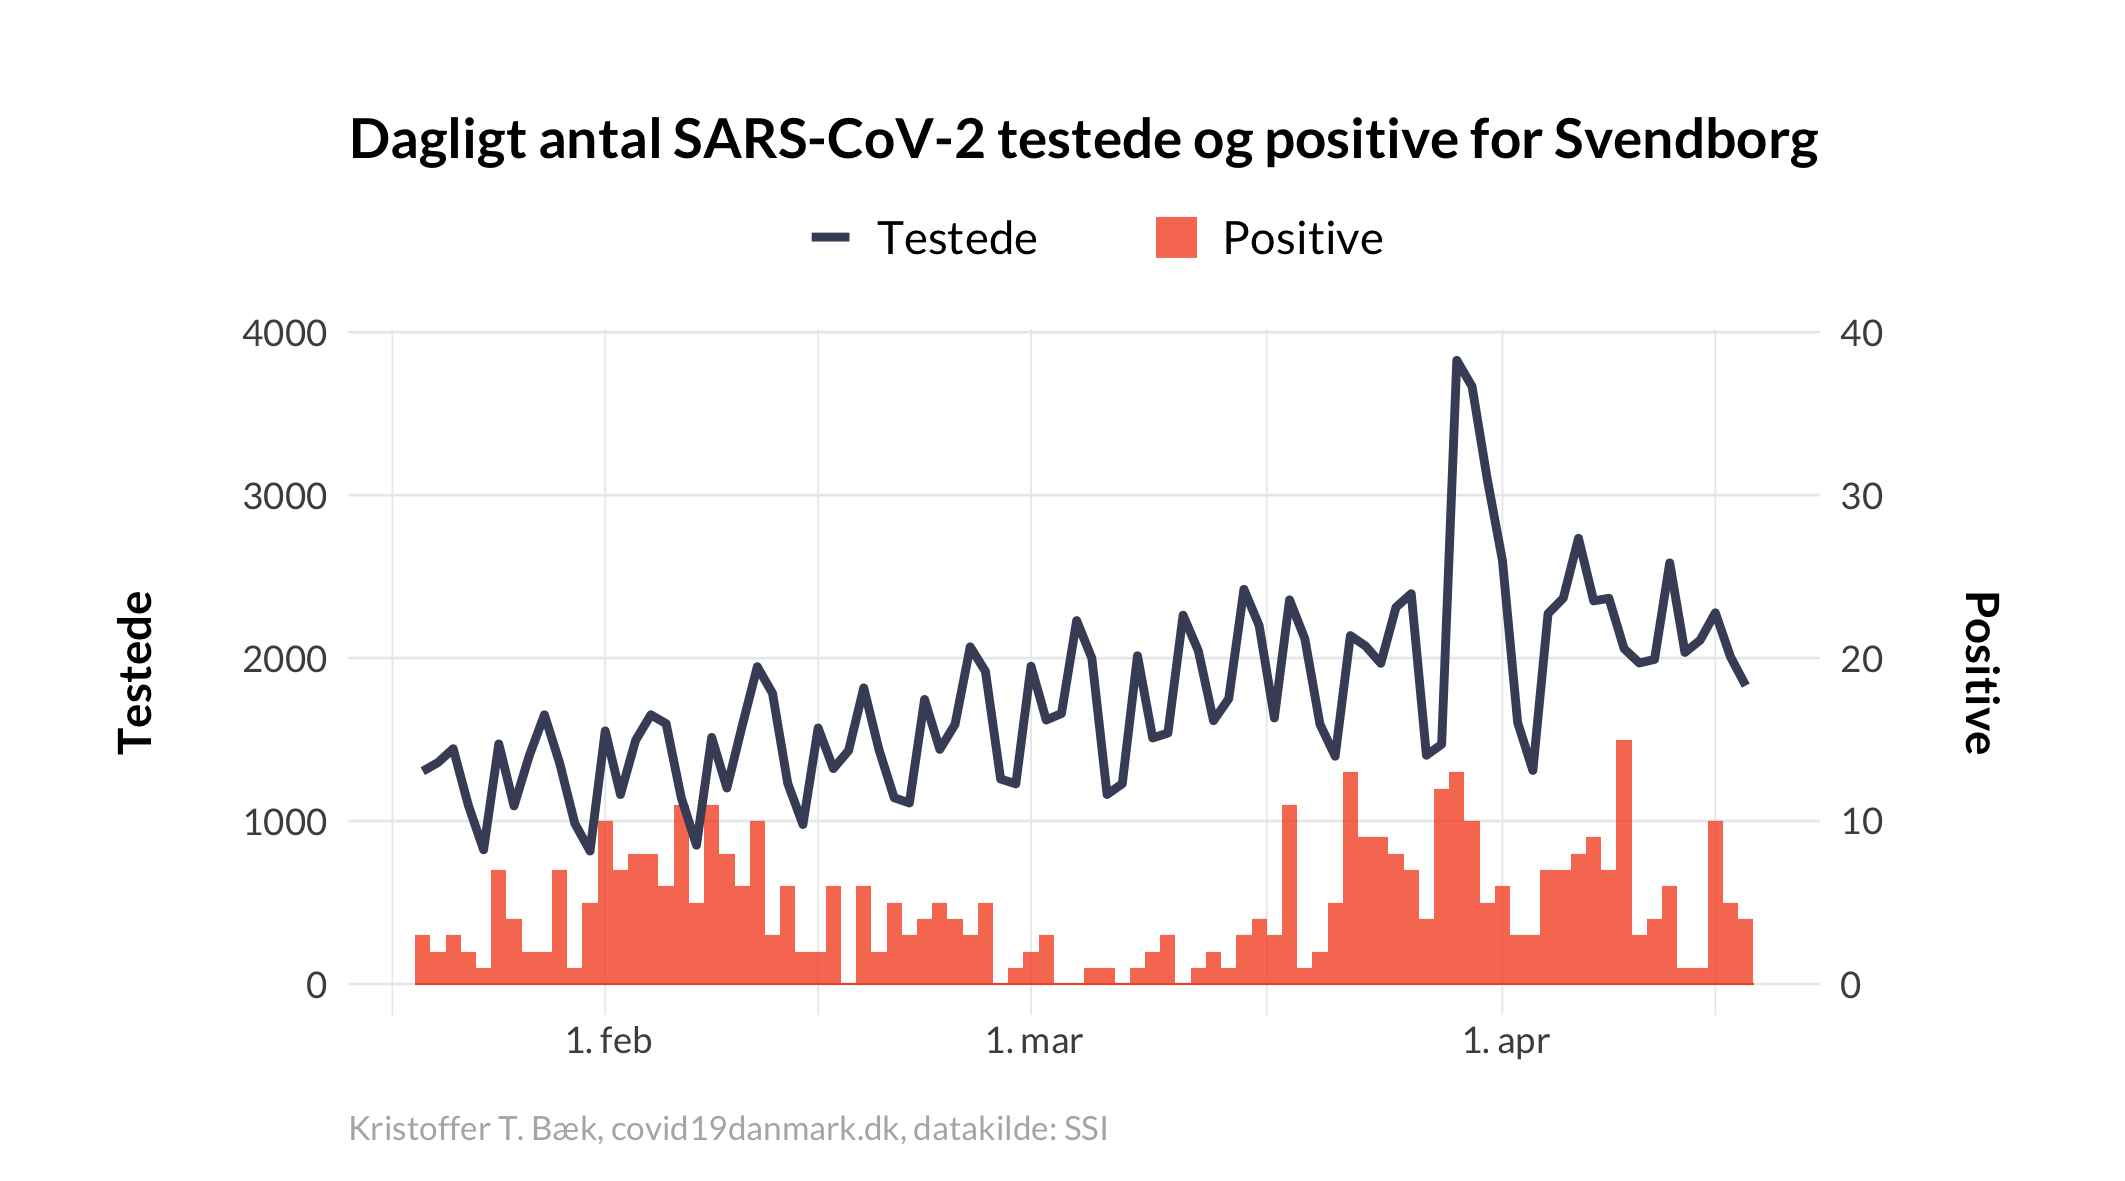 Dagligt antal SARS-CoV-2 testede og positive for Svendborg
Testede
Positive
4000
3000
2000
1000
0
Testede
40
30
20
10
0
Positive
1. feb
1. mar
1. apr
Kristoffer T. Bæk, covid19danmark.dk, datakilde: SSI